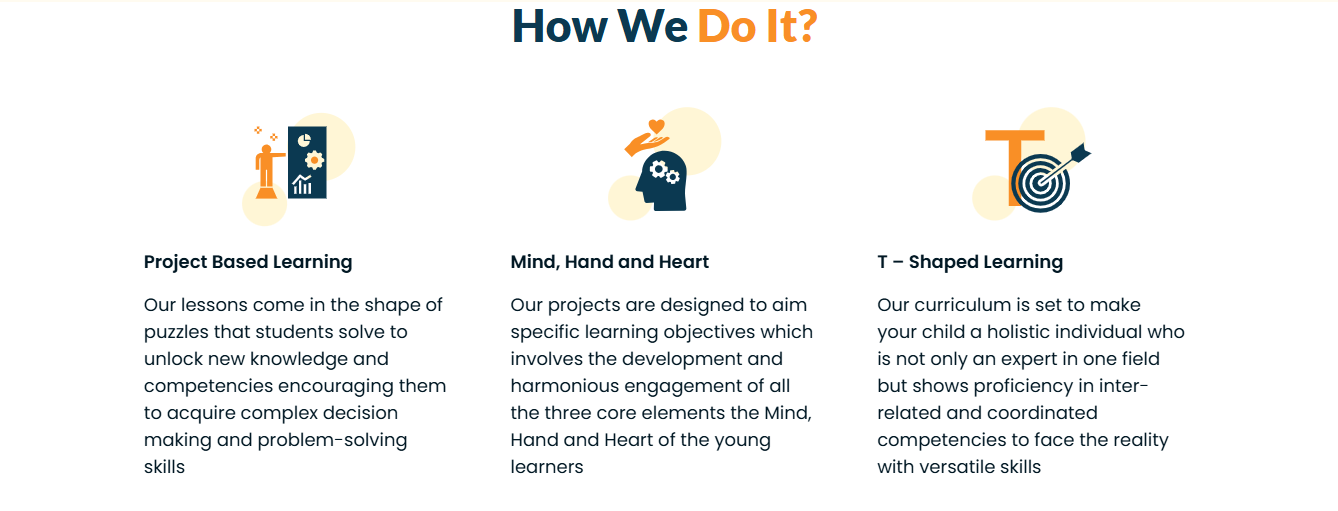 How We Do It?
Project Based Learning
Our lessons come in the shape of
puzzles that students solve to
unlock new knowledge and
competencies encouraging them
to acquire complex decision
making and problem-solving
skills
Mind, Hand and Heart
Our projects are designed to aim
specific learning objectives which
involves the development and
harmonious engagement of all
the three core elements the Mind,
Hand and Heart of the young
learners
T
T – Shaped Learning
Our curriculum is set to make
your child a holistic individual who
is not only an expert in one field
but shows proficiency in inter-
related and coordinated
competencies to face the reality
with versatile skills